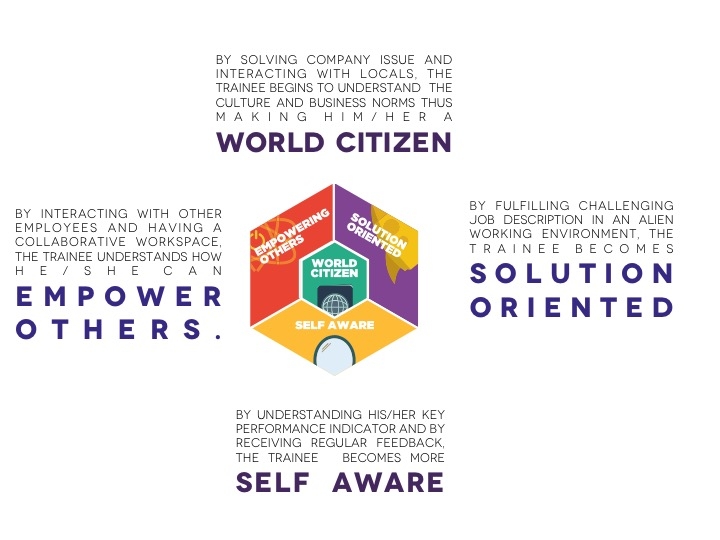 BY SOLVING COMPANY ISSUE AND
INTERACTING WITH LOCALS, THE
TRAINEE BEGINS TO UNDERSTAND THE
CULTURE AND BUSINESS NORMS THUS
MAKING HIM/HER A
WORLD CITIZEN
BY INTERACTING WITH OTHER
EMPLOYEES AND HAVING A
COLLABORATIVE WORKSPACE,
THE TRAINEE UNDERSTANDS HOW
HE/SHE CAN
EMPOWER
OTHERS.
EMPOWERING
OTHERS
SOLUTION
ORIENTED
WORLD
CITIZEN
SELF AWARE
BY FULFILLING CHALLENGING
JOB DESCRIPTION IN AN ALIEN
WORKING ENVIRONMENT, THE
TRAINEE BECOMES
SOLUTION
ORIENTED
BY UNDERSTANDING HIS/HER KEY
PERFORMANCE INDICATOR AND BY
RECEIVING REGULAR FEEDBACK,
THE TRAINEE BECOMES MORE
SELF AWARE